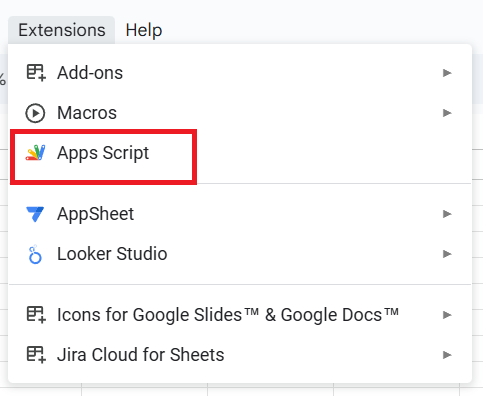 Extensions Help
%
Add-ons
Macros
Apps Script
AppSheet
Looker Studio
Icons for Google Slides™ & Google Docs™
Jira Cloud for Sheets